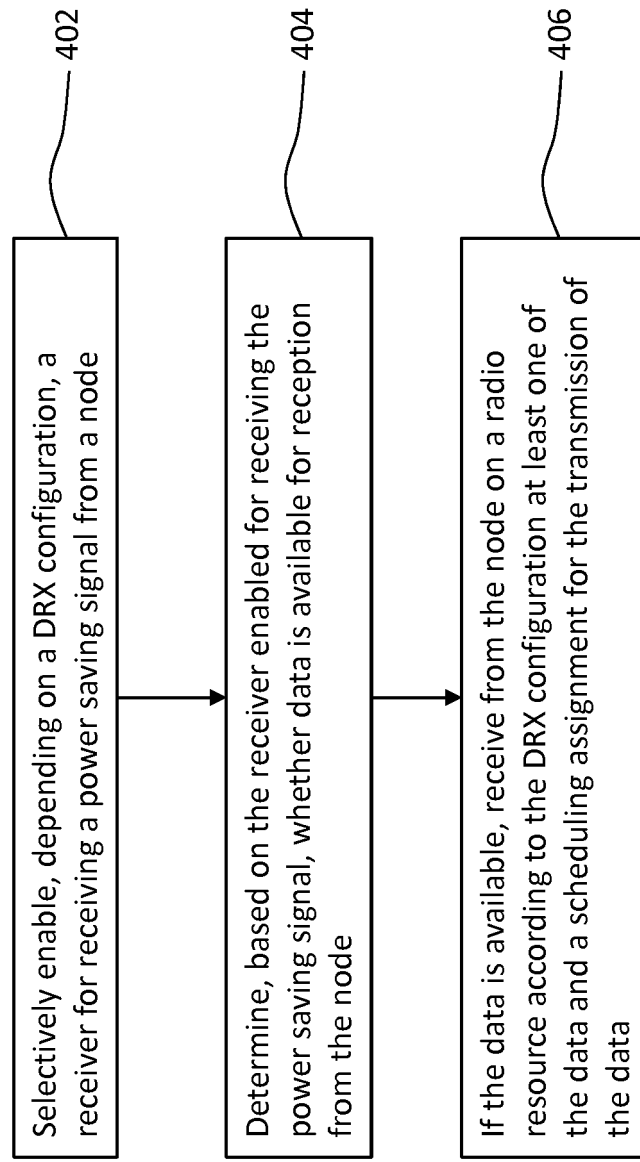 Selectively enable, depending on a DRX configuration, a
receiver for receiving a power saving signal from a node
402
Determine, based on the receiver enabled for receiving the
power saving signal, whether data is available for reception
from the node
404
If the data is available, receive from the node on a radio
resource according to the DRX configuration at least one of
the data and a scheduling assignment for the transmission of
the data
406